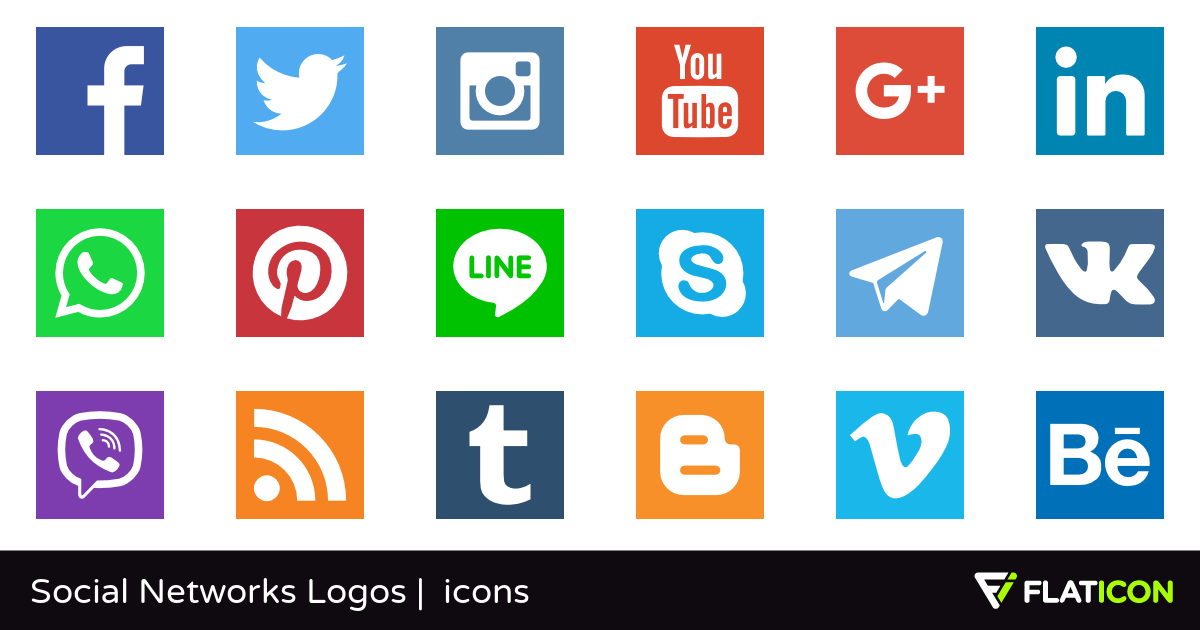 f
You
Tube
G+
in
LINE
S
t
B
Bē
Social Networks Logos | icons
FLATICON